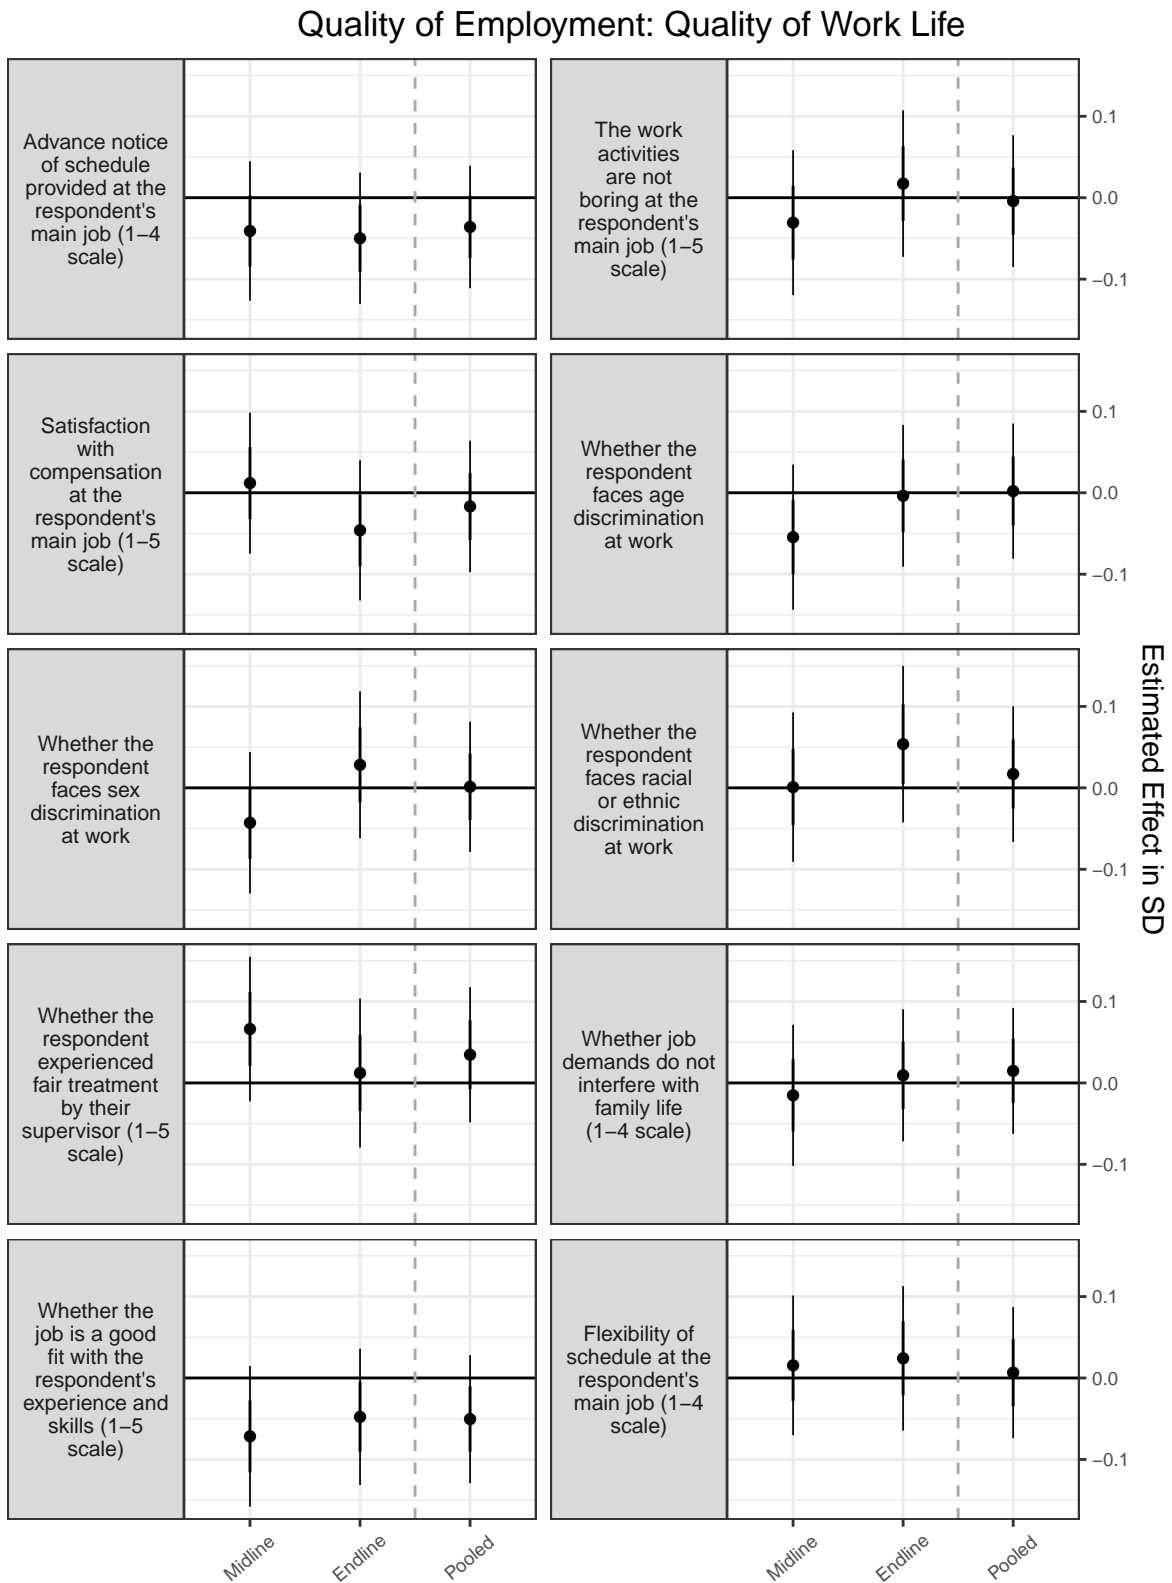 Quality of Employment: Quality of Work Life
Advance notice
of schedule
provided at the
respondent's
main job (1−4
scale)
The work
activities
are not
boring at the
respondent's
main job (1−5
scale)
0.1
0.0
−0.1
Satisfaction
with
compensation
at the
respondent's
main job (1−5
scale)
Whether the
respondent
faces age
discrimination
at work
0.1
0.0
−0.1
Whether the
respondent
faces sex
discrimination
at work
Whether the
respondent
faces racial
or ethnic
discrimination
at work
0.1
0.0
−0.1
Estimated Effect in SD
Whether the
respondent
experienced
fair treatment
by their
supervisor (1−5
scale)
Whether job
demands do not
interfere with
family life
(1−4 scale)
0.1
0.0
−0.1
Whether the
job is a good
fit with the
respondent's
experience and
skills (1−5
scale)
Flexibility of
schedule at the
respondent's
main job (1−4
scale)
0.1
0.0
−0.1
Midline
Endline
Pooled
Midline
Endline
Pooled